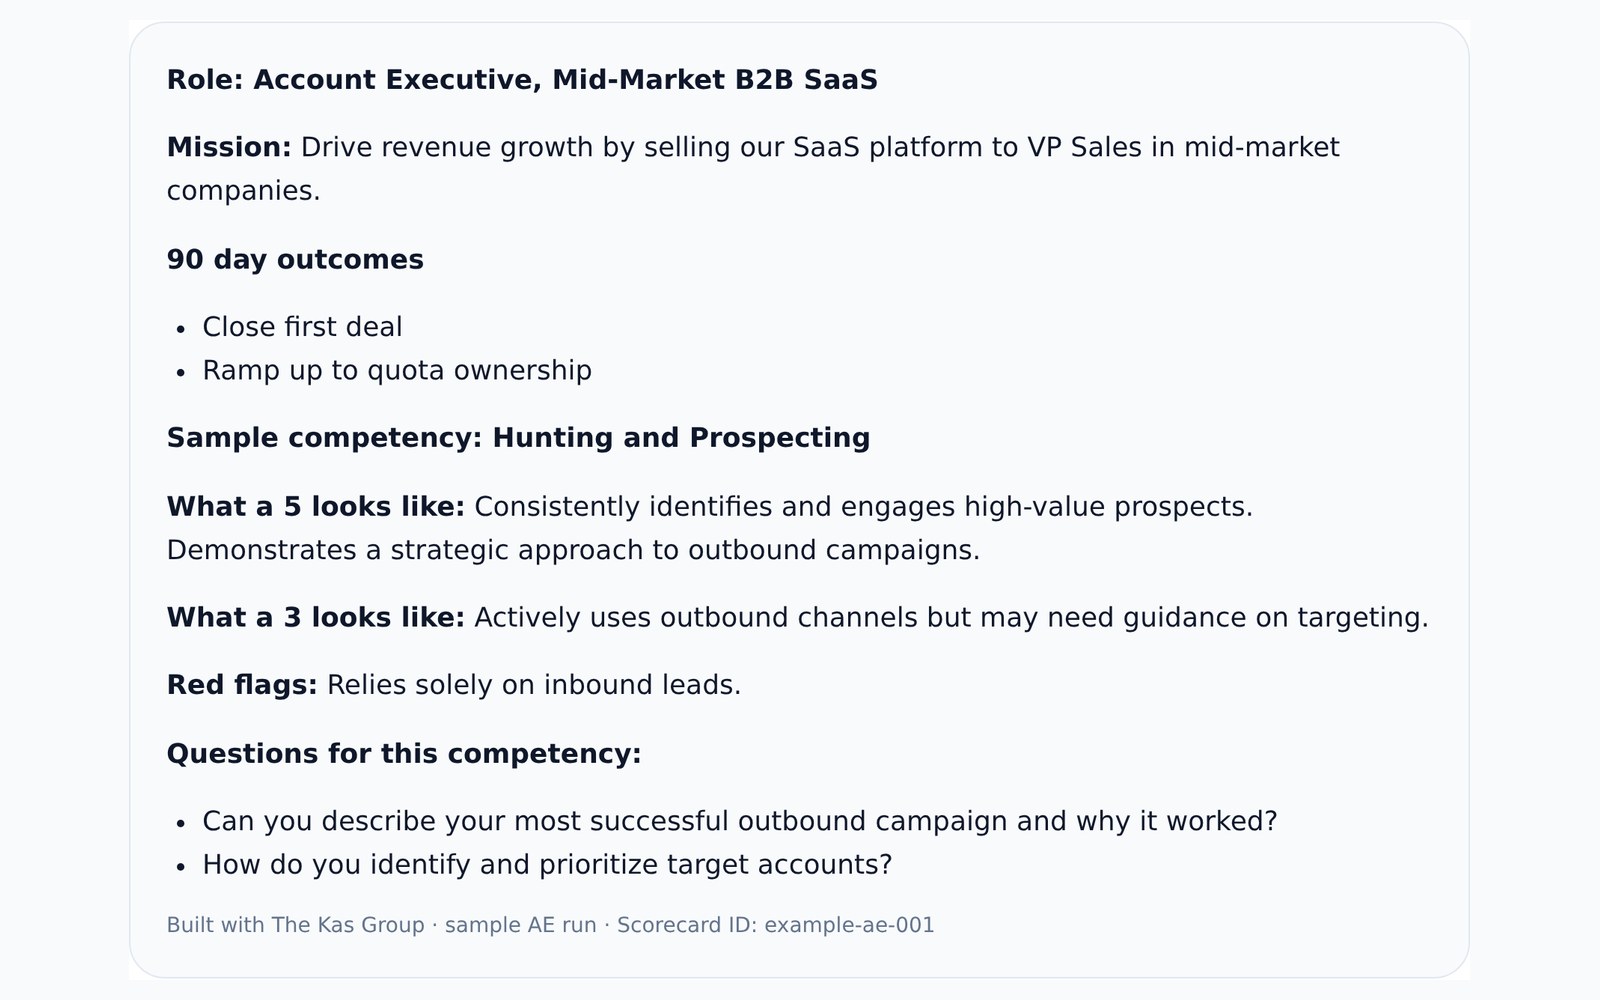 Role: Account Executive, Mid-Market B2B SaaS
Mission: Drive revenue growth by selling our SaaS platform to VP Sales in mid-market
companies.
90 day outcomes
• Close first deal
• Ramp up to quota ownership
Sample competency: Hunting and Prospecting
What a 5 looks like: Consistently identifies and engages high-value prospects.
Demonstrates a strategic approach to outbound campaigns.
What a 3 looks like: Actively uses outbound channels but may need guidance on targeting.
Red flags: Relies solely on inbound leads.
Questions for this competency:
• Can you describe your most successful outbound campaign and why it worked?
• How do you identify and prioritize target accounts?
Built with The Kas Group · sample AE run · Scorecard ID: example-ae-001